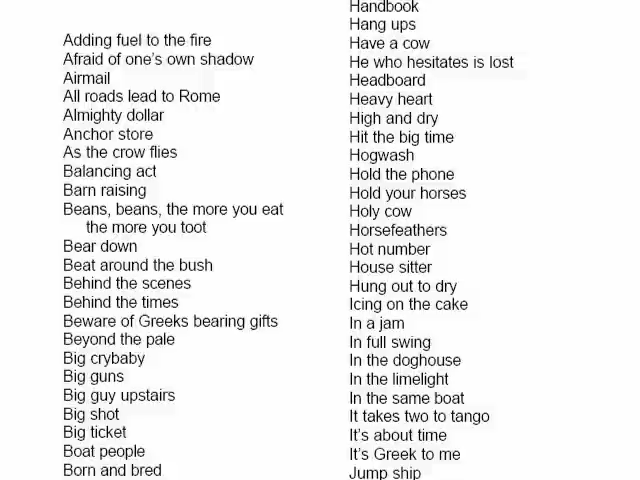 Adding fuel to the fire
Afraid of one's own shadow
Airmail
All roads lead to Rome
Almighty dollar
Anchor store
As the crow flies
Balancing act
Barn raising
Beans, beans, the more you eat
the more you toot
Bear down
Beat around the bush
Behind the scenes
Behind the times
Beware of Greeks bearing gifts
Beyond the pale
Big crybaby
Big guns
Big guy upstairs
Big shot
Big ticket
Boat people
Born and bred
Handbook
Hang ups
Have a cow
He who hesitates is lost
Headboard
Heavy heart
High and dry
Hit the big time
Hogwash
Hold the phone
Hold your horses
Holy cow
Horsefeathers
Hot number
House sitter
Hung out to dry
Icing on the cake
In a jam
In full swing
In the doghouse
In the limelight
In the same boat
It takes two to tango
It's about time
It's Greek to me
Jump ship